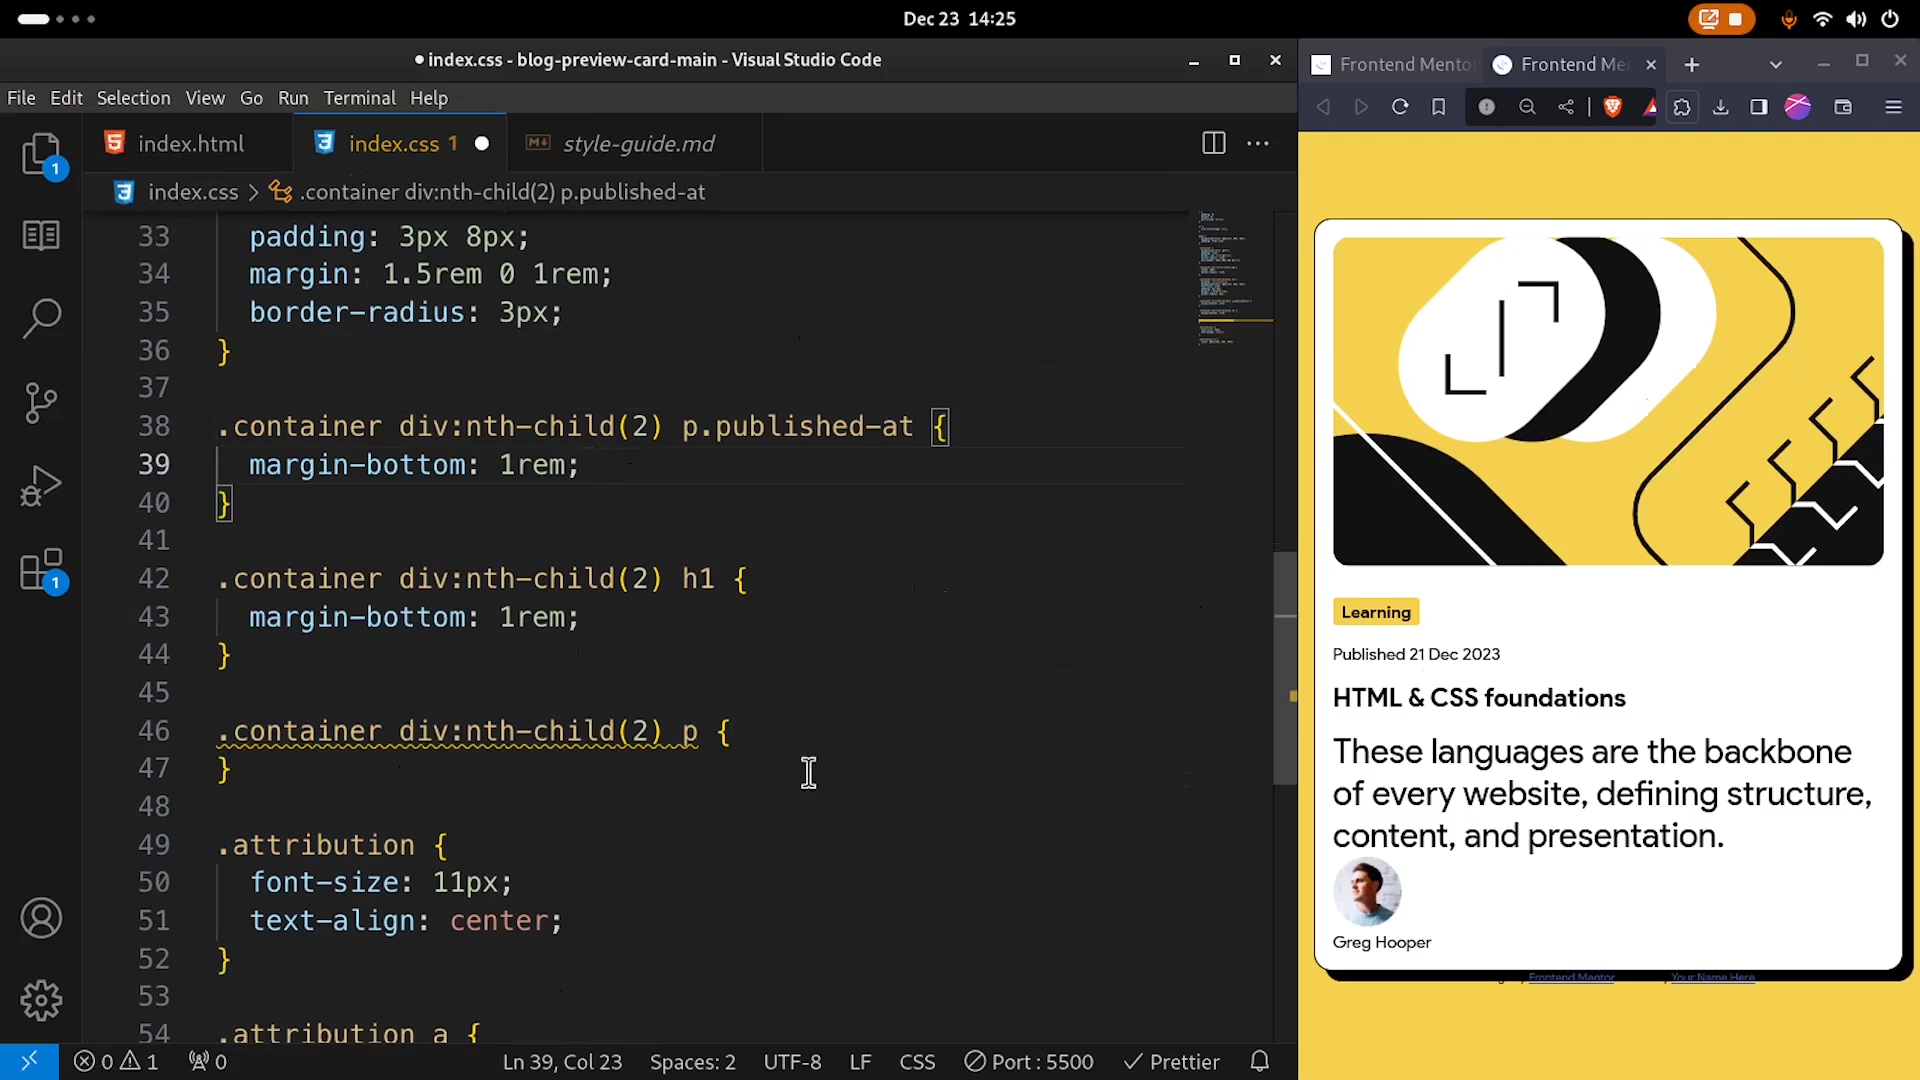 Dec 23 14:25
index.css - blog-preview-card-main - Visual Studio Code
File Edit Selection View Go Run Terminal Help
index.html
index.css 1
style-guide.md
index.css > .container div:nth-child(2) p.published-at
33 padding: 3px 8px;
34 margin: 1.5rem 0 1rem;
35 border-radius: 3px;
36 }
37
38 .container div:nth-child(2) p.published-at {
39 margin-bottom: 1rem;
40 }
41
42 .container div:nth-child(2) h1 {
43 margin-bottom: 1rem;
44 }
45
46 .container div:nth-child(2) p {
47 }
48
49 .attribution {
50 font-size: 11px;
51 text-align: center;
52 }
53
54 .attribution a {
1
1
0 1 0 Ln 39, Col 23 Spaces: 2 UTF-8 LF CSS Port : 5500 Prettier
Frontend Mento
Frontend Me
Learning
Published 21 Dec 2023
HTML & CSS foundations
These languages are the backbone
of every website, defining structure,
content, and presentation.
Greg Hooper
Frontend Mentor Your Name Here